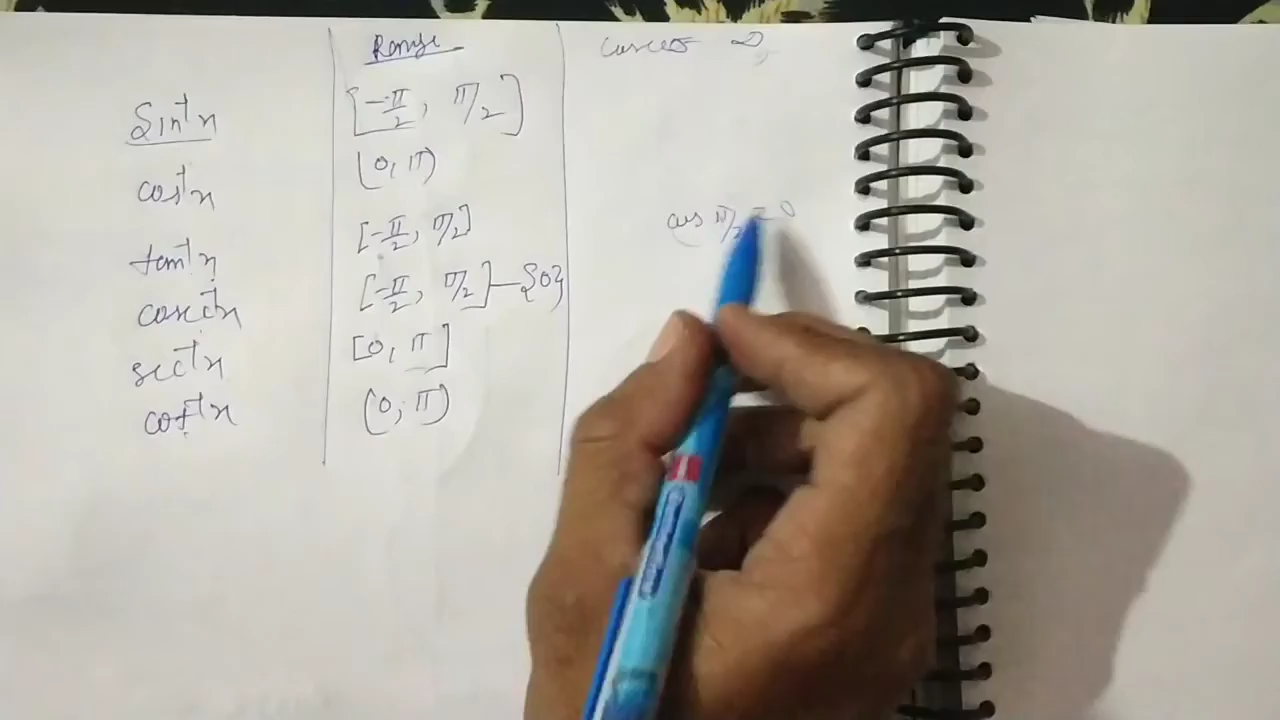 Range
Sin⁻¹x [-π/2, π/2]
cos⁻¹x (0, π)
tan⁻¹x [-π/2, π/2]
cosec⁻¹x [-π/2, π/2] - {0}
sec⁻¹x [0, π]
cot⁻¹x (0, π)
cos π/2 = 0